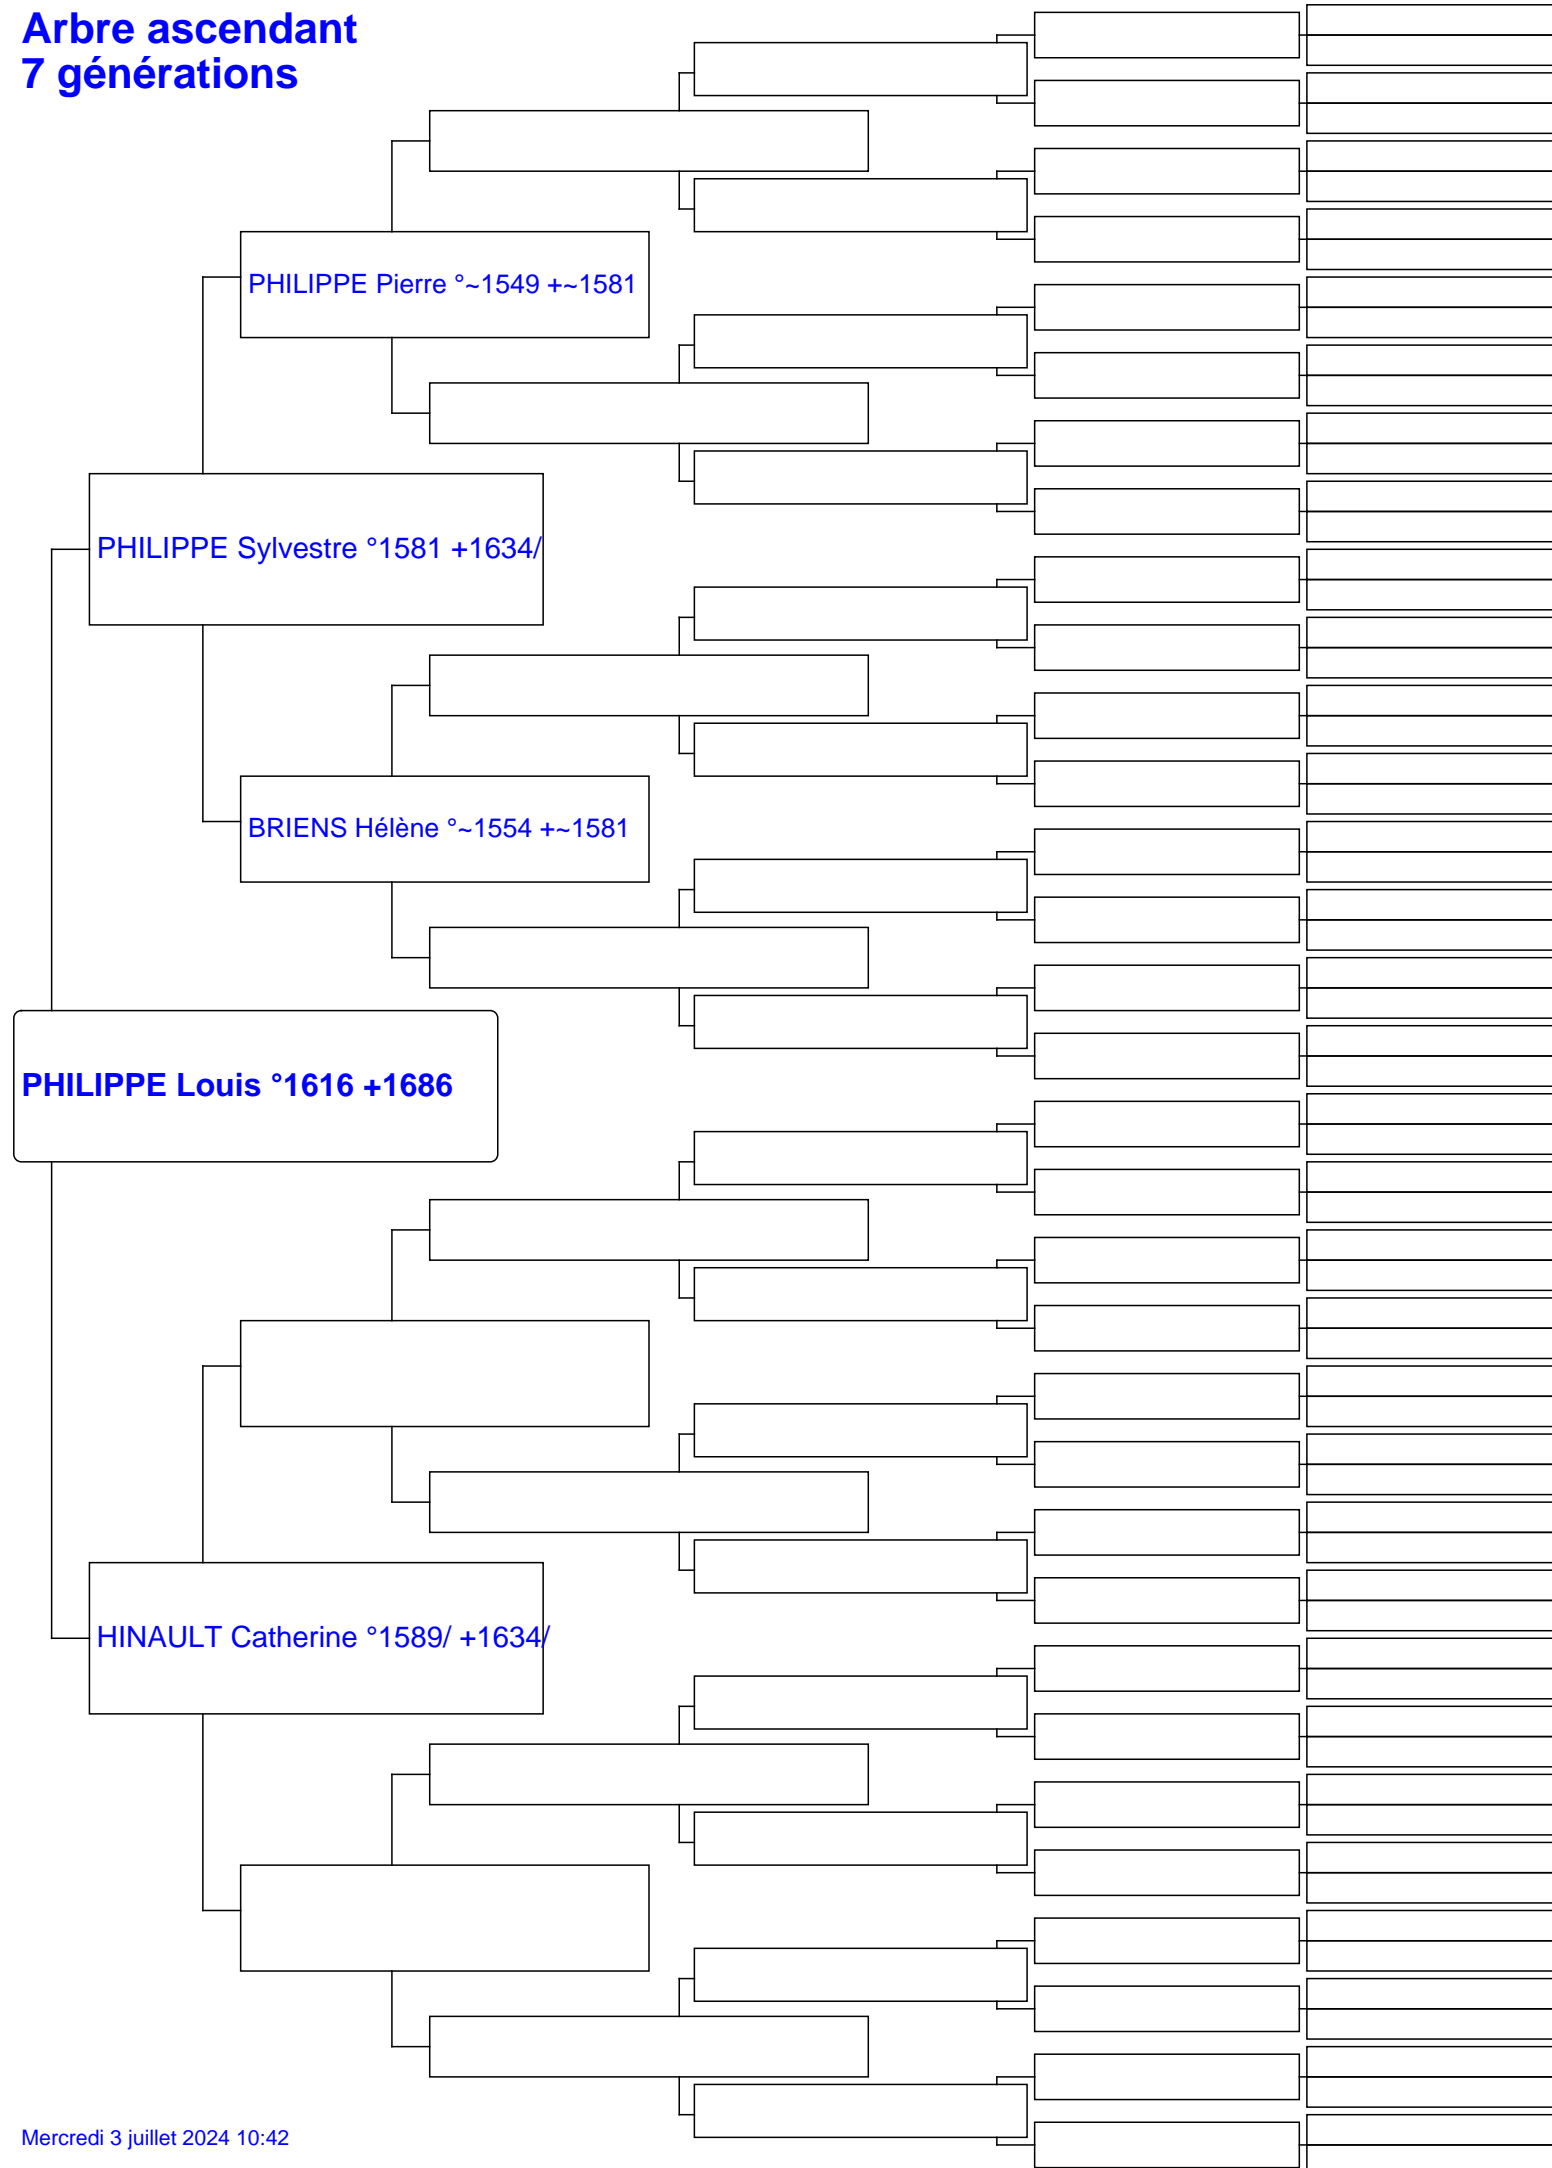 Arbre ascendant
7 générations
PHILIPPE Pierre °~1549 +~1581
PHILIPPE Sylvestre °1581 +1634/
BRIENS Hélène °~1554 +~1581
PHILIPPE Louis °1616 +1686
HINAULT Catherine °1589/ +1634/
Mercredi 3 juillet 2024 10:42